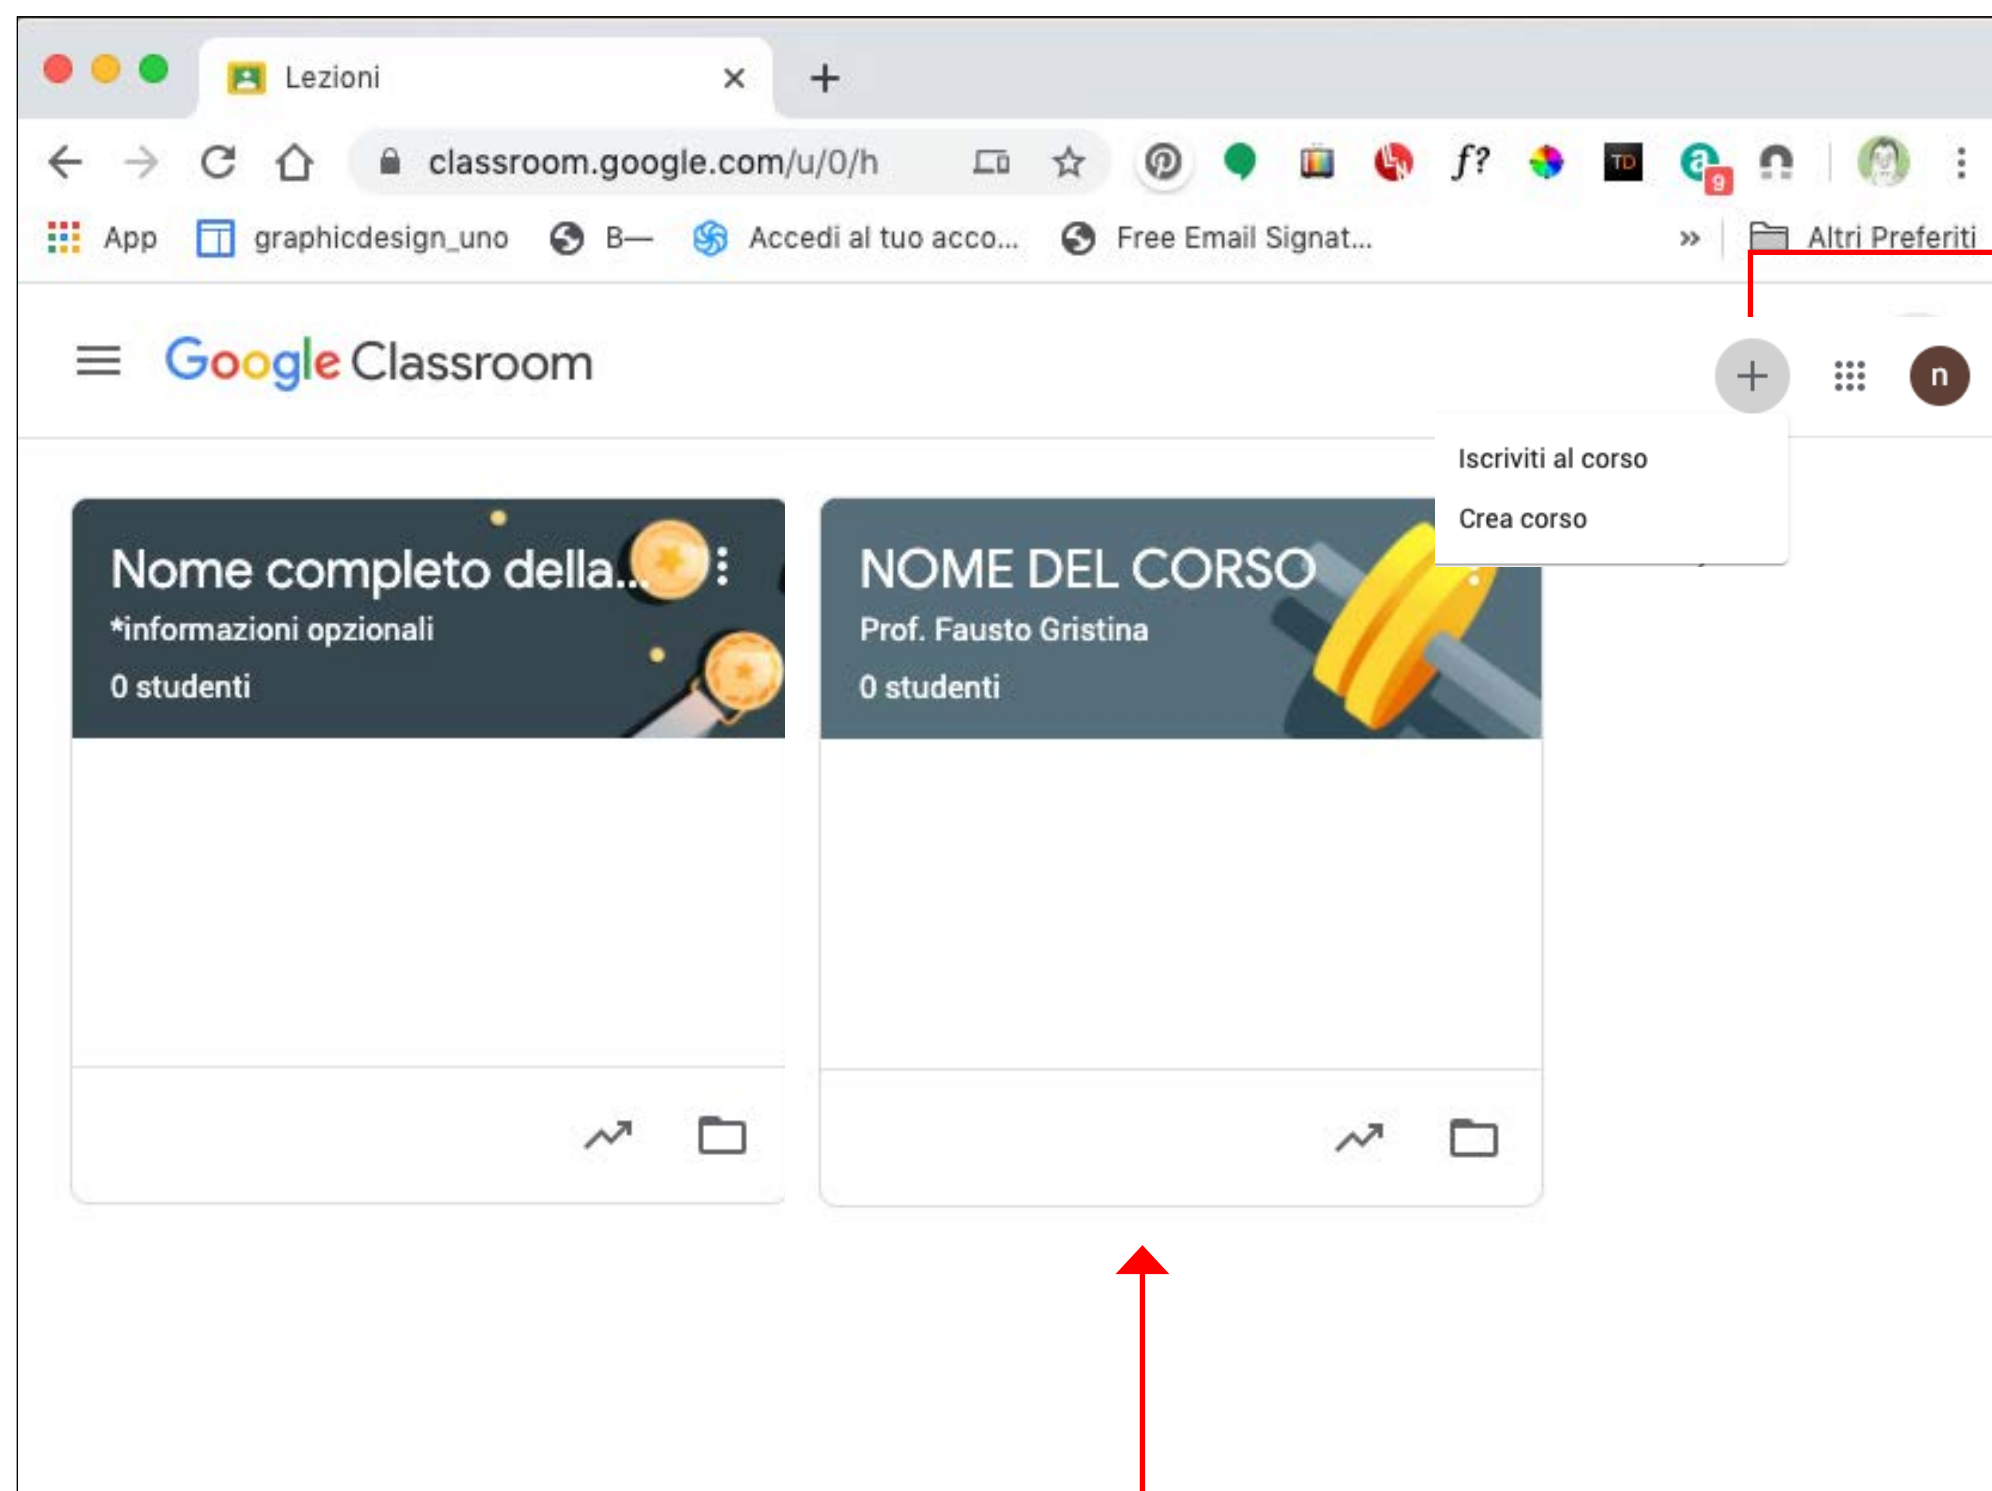 Lezioni
classroom.google.com/u/0/h
f?
TD
a
9
App
graphicdesign_uno
B—
Accedi al tuo acco...
Free Email Signat...
»
Altri Preferiti
Google Classroom
n
Iscriviti al corso
Crea corso
Nome completo della...
*informazioni opzionali
0 studenti
NOME DEL CORSO
Prof. Fausto Gristina
0 studenti